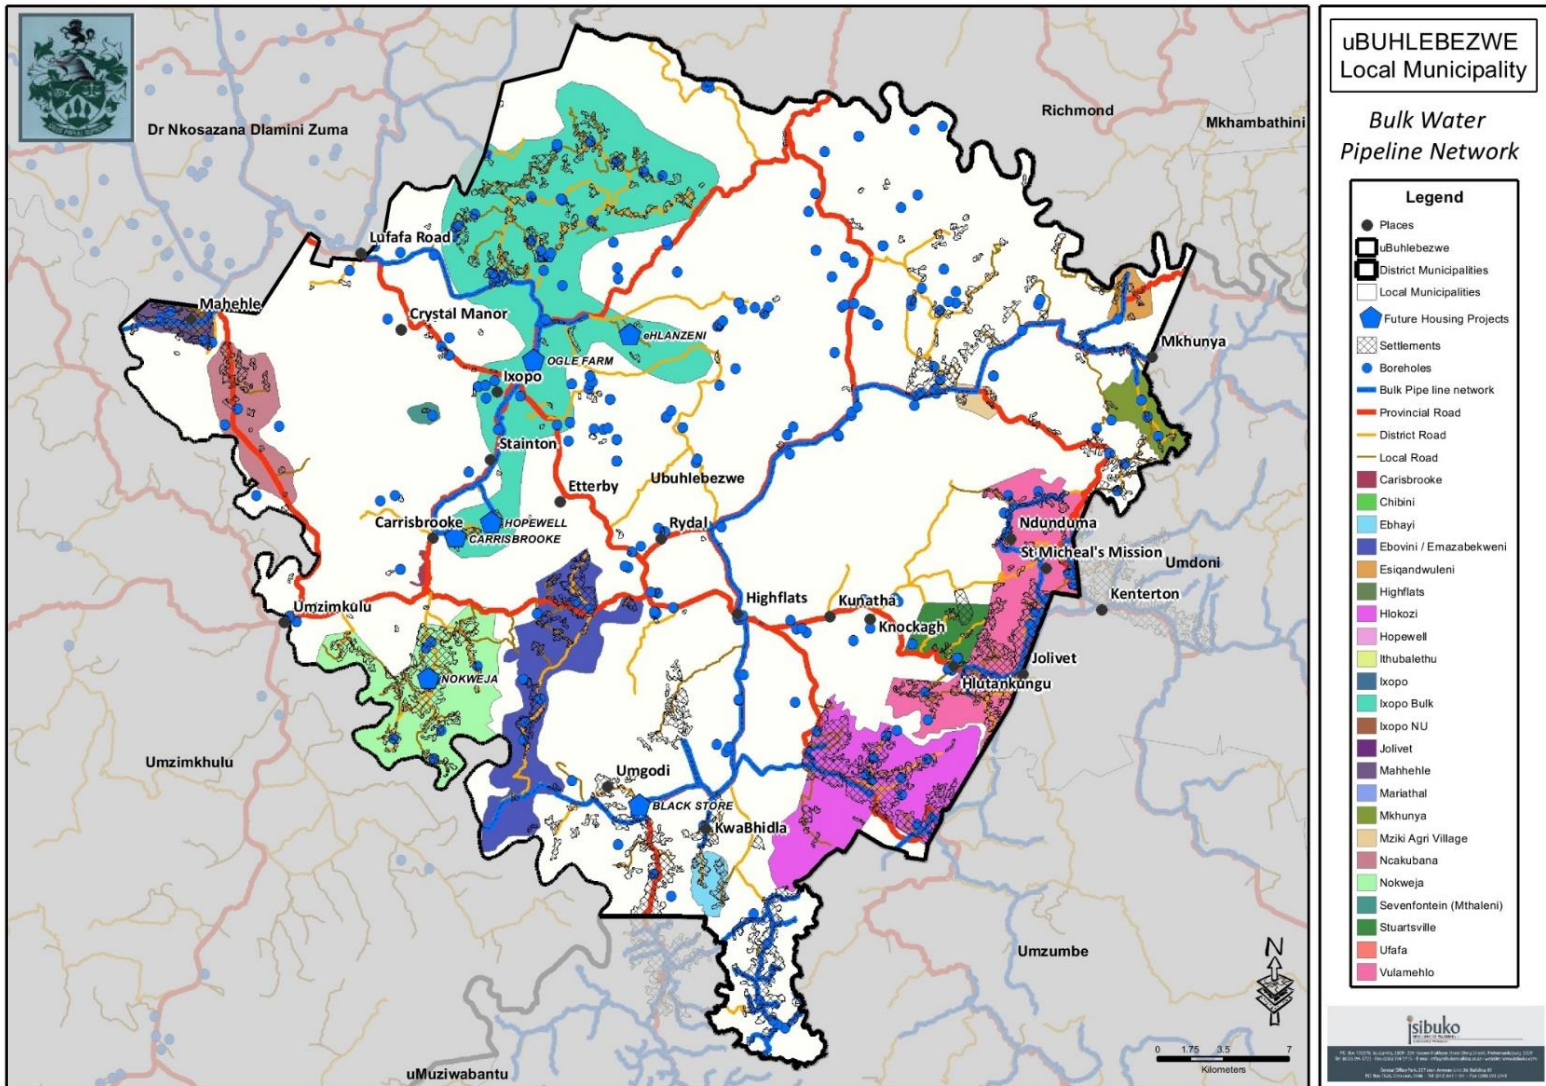 uBUHLEBEZWE
Local Municipality
Bulk Water
Pipeline Network
Legend
Places
uBuhlebezwe
District Municipalities
Local Municipalities
Future Housing Projects
Settlements
Boreholes
Bulk Pipe line network
Provincial Road
District Road
Local Road
Carisbrooke
Chibini
Ebhayi
Ebovini / Emazabekweni
Esiqandwuleni
Highflats
Hlokozi
Hopewell
Ithubalethu
Ixopo
Ixopo Bulk
Ixopo NU
Jolivet
Mahhehle
Mariathal
Mkhunya
Mziki Agri Village
Ncakubana
Nokweja
Sevenfontein (Mthaleni)
Stuartsville
Ufafa
Vulamehlo
isibuko
Dr Nkosazana Dlamini Zuma
Richmond
Mkhambathini
Lufafa Road
Mahehle
Crystal Manor
eHLANZENI
OGLE FARM
Mkhunya
Ixopo
Stainton
Ubuhlebezwe
Etterby
Carrisbrooke
HOPEWELL
CARRISBROOKE
Rydal
Ndunduma
St Micheal's Mission
Umdoni
Kenterton
Umzimkulu
Highflats
Kunatha
Knockagh
Jolivet
Hlutankungu
NOKWEJA
Umzimkhulu
Umgodi
BLACK STORE
KwaBhidla
Umzumbe
N
uMuziwabantu
0 1.75 3.5 7
Kilometers